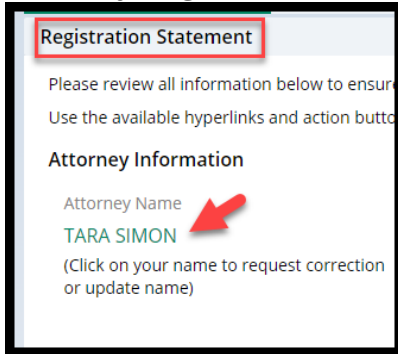 Registration Statement
Please review all information below to ensure
Use the available hyperlinks and action butto
Attorney Information
Attorney Name
TARA SIMON
(Click on your name to request correction
or update name)